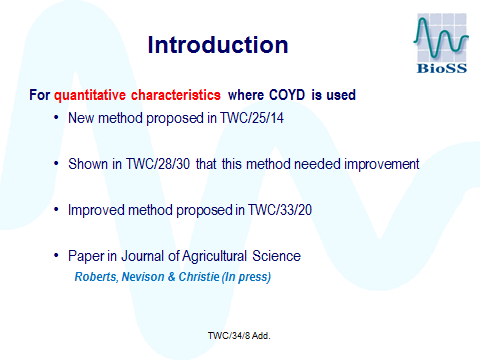 Introduction
BioSS
For quantitative characteristics where COYD is used
• New method proposed in TWC/25/14
• Shown in TWC/28/30 that this method needed improvement
• Improved method proposed in TWC/33/20
• Paper in Journal of Agricultural Science
Roberts, Nevison & Christie (In press)
TWC/34/8 Add.